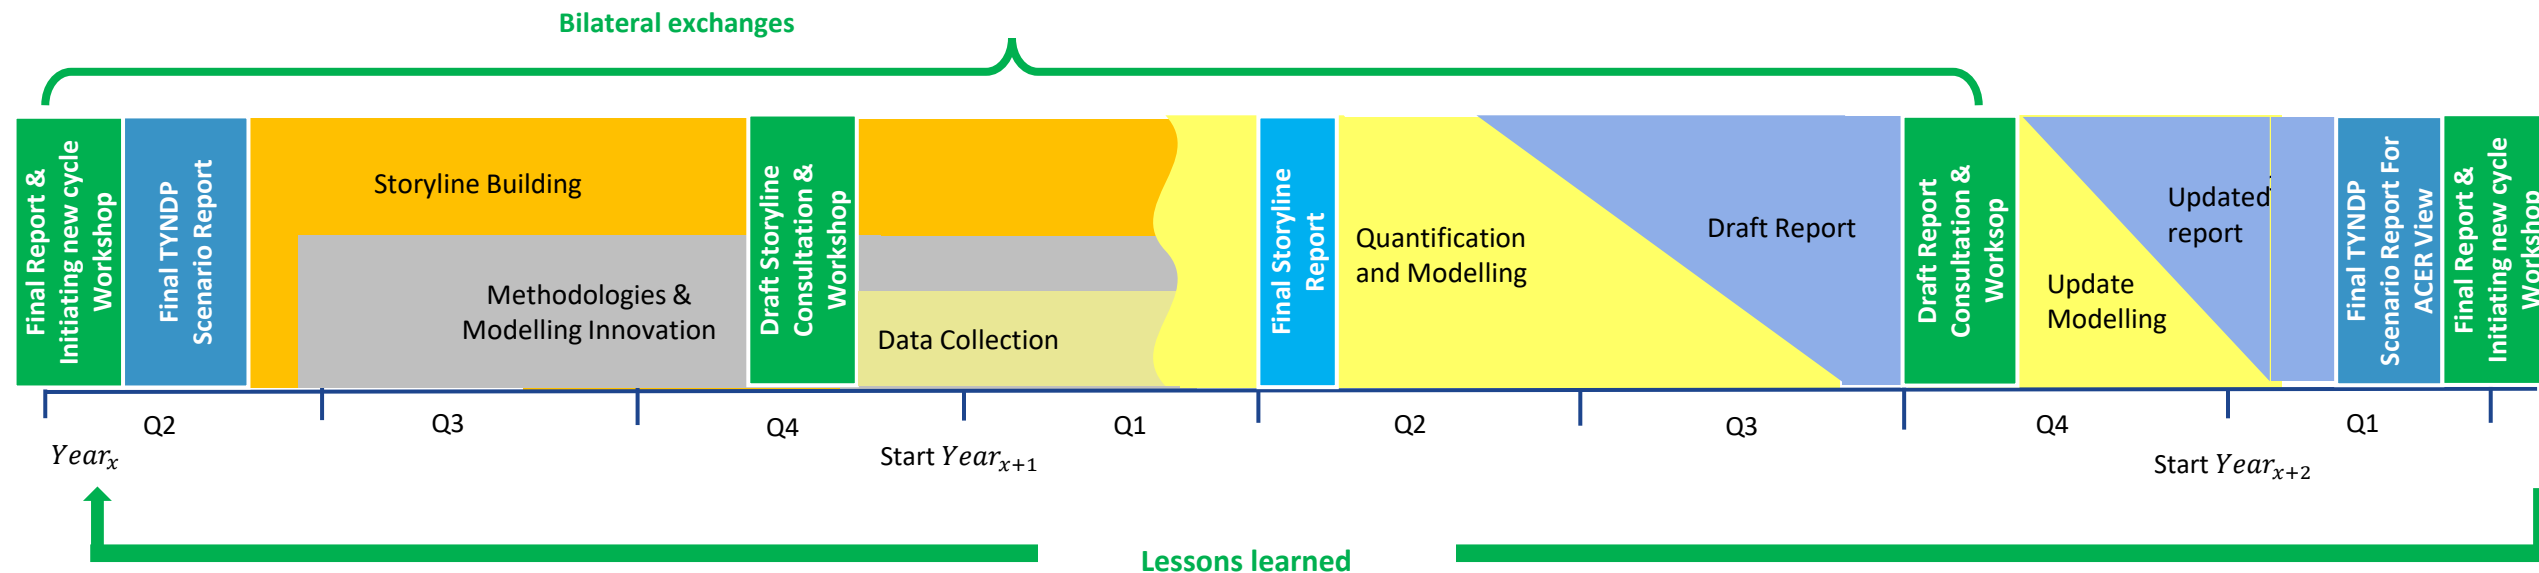 Bilateral exchanges
Final Report &
Initiating new cycle
Workshop
Final TYNDP
Scenario Report
Storyline Building
Methodologies &
Modelling Innovation
Draft Storyline
Consultation &
Workshop
Data Collection
Final Storyline
Report
Quantification
and Modelling
Draft Report
Draft Report
Consultation &
Worksop
Update
Modelling
Updated
report
Final TYNDP
Scenario Report For
ACER View
Final Report &
Initiating new cycle
Workshop
Q2
Q3
Q4
Q1
Q2
Q3
Q4
Q1
Year_x
Start Year_{x+1}
Start Year_{x+2}
Lessons learned